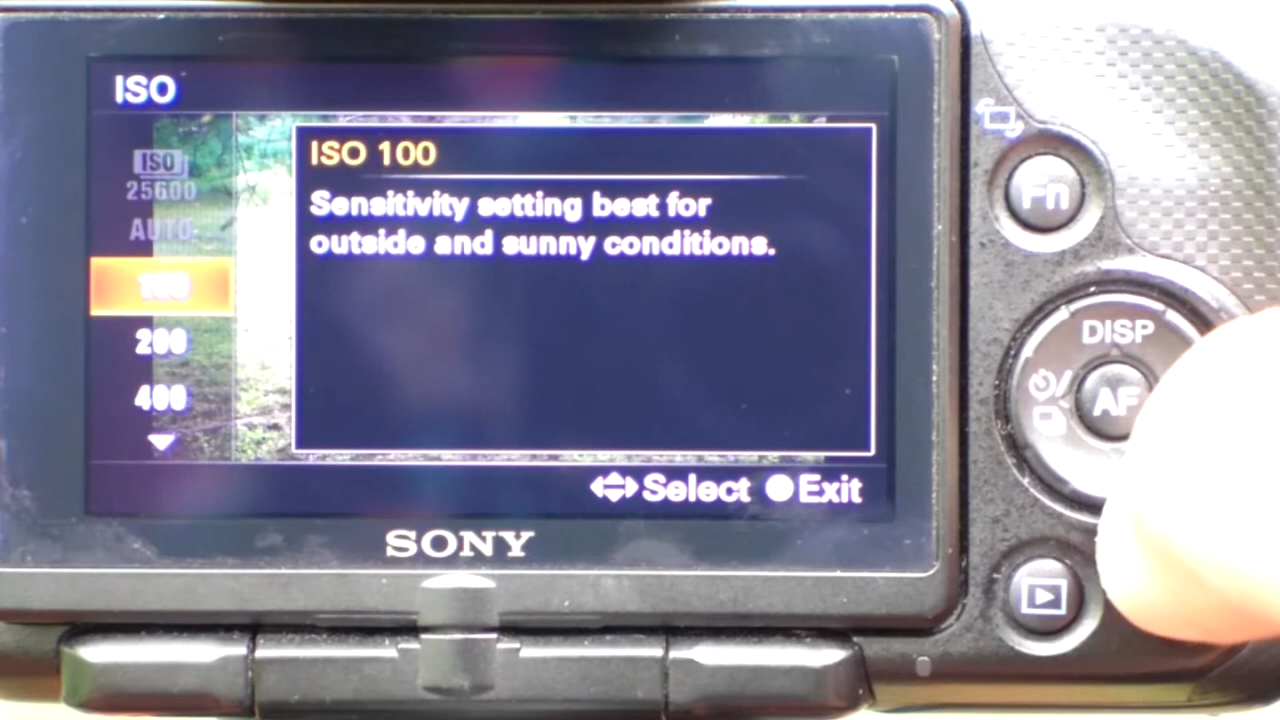 ISO
ISO
25600
AUTO
100
200
400
ISO 100
Sensitivity setting best for
outside and sunny conditions.
Select Exit
SONY
Fn
DISP
AF